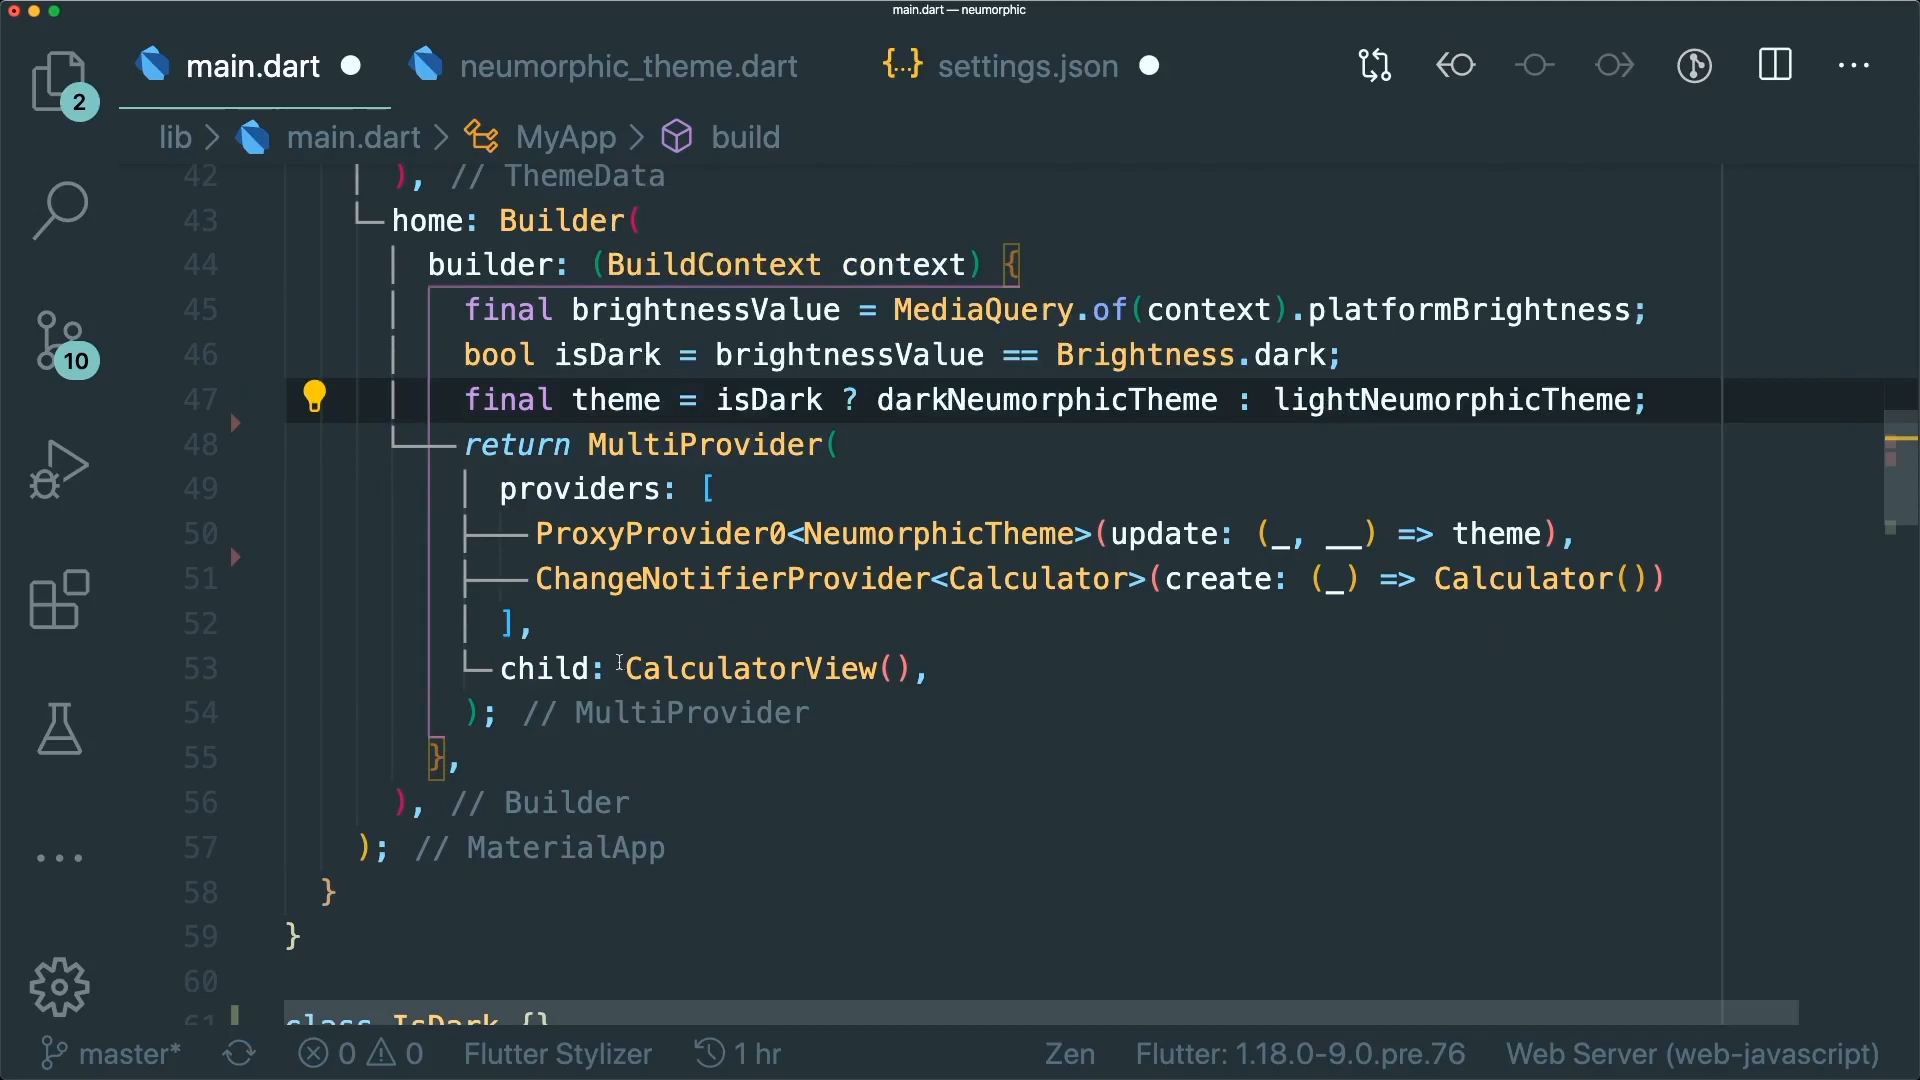 main.dart — neumorphic
main.dart neumorphic_theme.dart {..} settings.json
2
lib > main.dart > MyApp > build
42 ), // ThemeData
43 home: Builder(
44 builder: (BuildContext context) {
45 final brightnessValue = MediaQuery.of(context).platformBrightness;
46 bool isDark = brightnessValue == Brightness.dark;
47 final theme = isDark ? darkNeumorphicTheme : lightNeumorphicTheme;
10
48 return MultiProvider(
49 providers: [
50 ProxyProvider0<NeumorphicTheme>(update: (_, __) => theme),
51 ChangeNotifierProvider<Calculator>(create: (_) => Calculator())
52 ],
53 child: CalculatorView(),
54 ); // MultiProvider
55 },
56 ), // Builder
57 ); // MaterialApp
58 }
59 }
60
61 class IsDark {}
master* 0 0 Flutter Stylizer 1 hr Zen Flutter: 1.18.0-9.0.pre.76 Web Server (web-javascript)